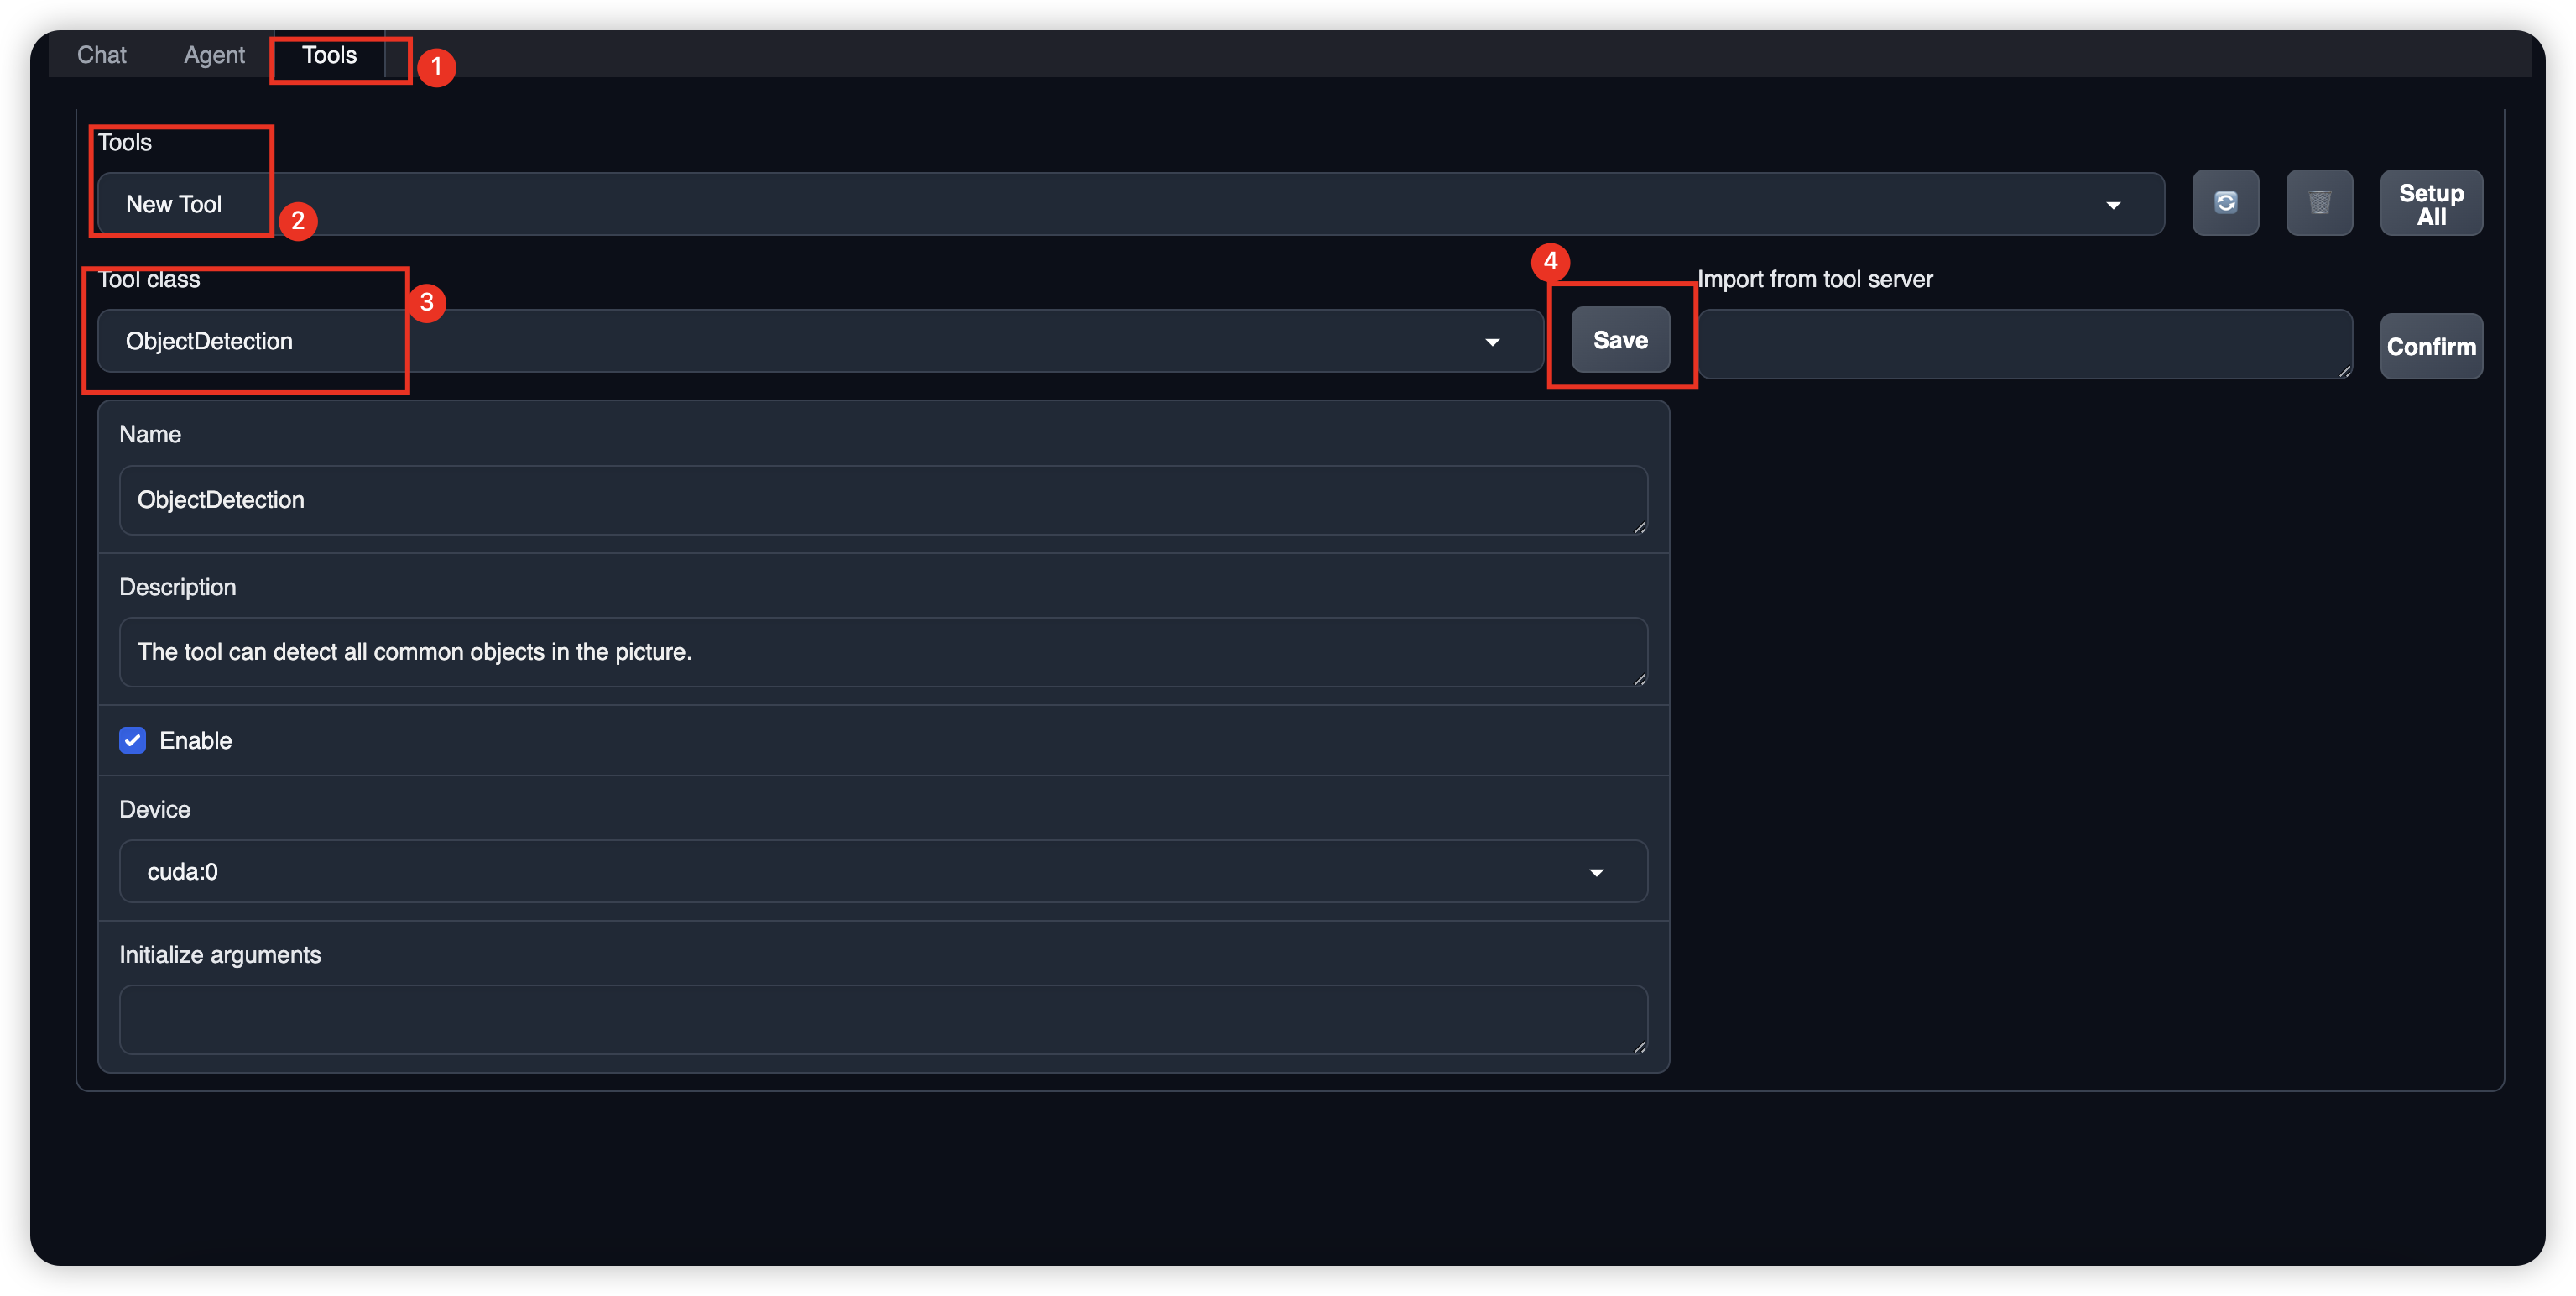 Chat Agent Tools 1
Tools
New Tool 2 Setup
All
4
Tool class 3 Import from tool server
ObjectDetection Save Confirm
Name
ObjectDetection
Description
The tool can detect all common objects in the picture.
Enable
Device
cuda:0
Initialize arguments